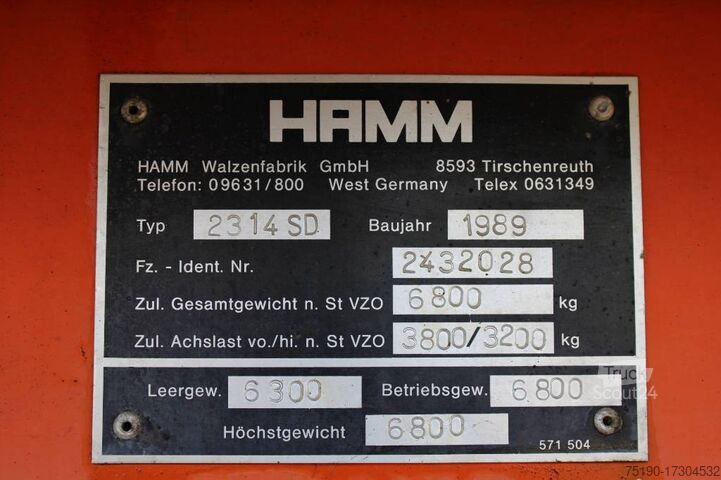 HAMM
HAMM Walzenfabrik GmbH 8593 Tirschenreuth
Telefon: 09631/800 West Germany Telex 0631349
Typ 2314 SD Baujahr 1989
Fz. - Ident. Nr. 2432028
Zul. Gesamtgewicht n. St VZO 6800 kg
Zul. Achslast vo./hi. n. St VZO 3800/3200 kg
Leergew. 6300 Betriebsgew. 6800
Truck
Scout24
Höchstgewicht 6800 571 504
75190-17304532